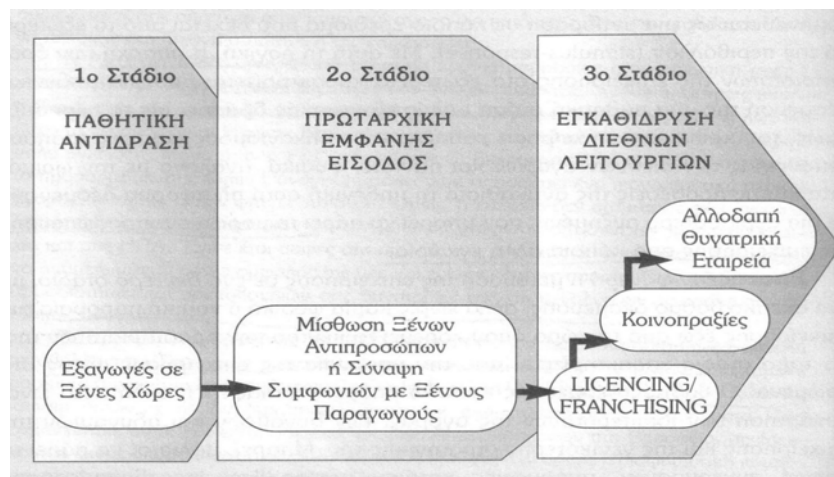 1ο Στάδιο
ΠΑΘΗΤΙΚΗ
ΑΝΤΙΔΡΑΣΗ
2ο Στάδιο
ΠΡΩΤΑΡΧΙΚΗ
ΕΜΦΑΝΗΣ
ΕΙΣΟΔΟΣ
3ο Στάδιο
ΕΓΚΑΘΙΔΡΥΣΗ
ΔΙΕΘΝΩΝ
ΛΕΙΤΟΥΡΓΙΩΝ
Εξαγωγές σε
Ξένες Χώρες
Μίσθωση Ξένων
Αντιπροσώπων
ή Σύναψη
Συμφωνιών με Ξένους
Παραγωγούς
Αλλοδαπή
Θυγατρική
Εταιρεία
Κοινοπραξίες
LICENCING/
FRANCHISING